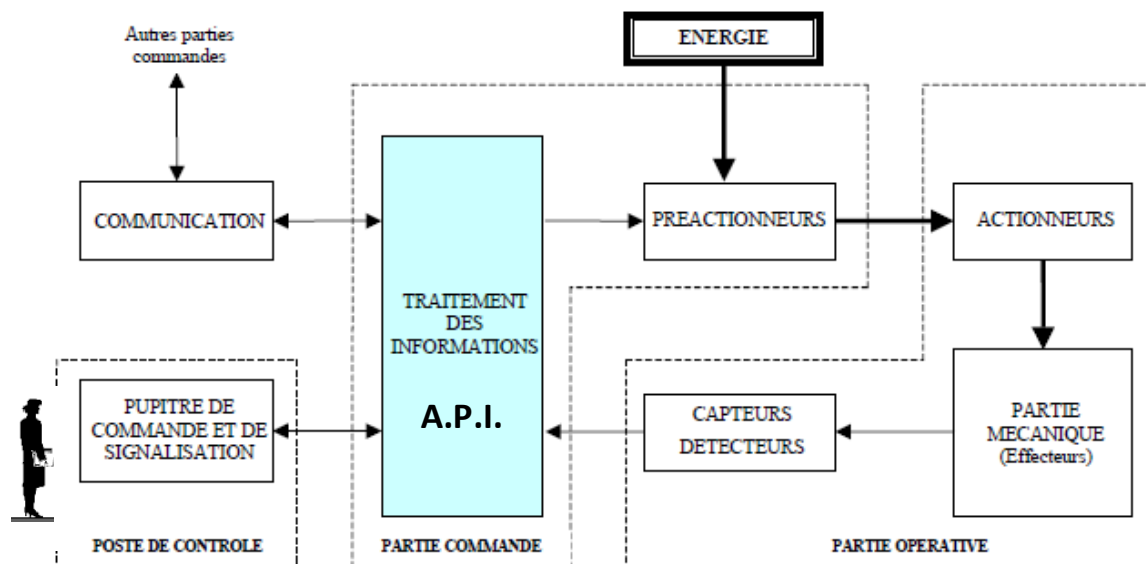 Autres parties
commandes
ENERGIE
COMMUNICATION
PREACTIONNEURS
ACTIONNEURS
TRAITEMENT
DES
INFORMATIONS
A.P.I.
PUPITRE DE
COMMANDE ET DE
SIGNALISATION
CAPTEURS
DETECTEURS
PARTIE
MECANIQUE
(Effecteurs)
POSTE DE CONTROLE
PARTIE COMMANDE
PARTIE OPERATIVE